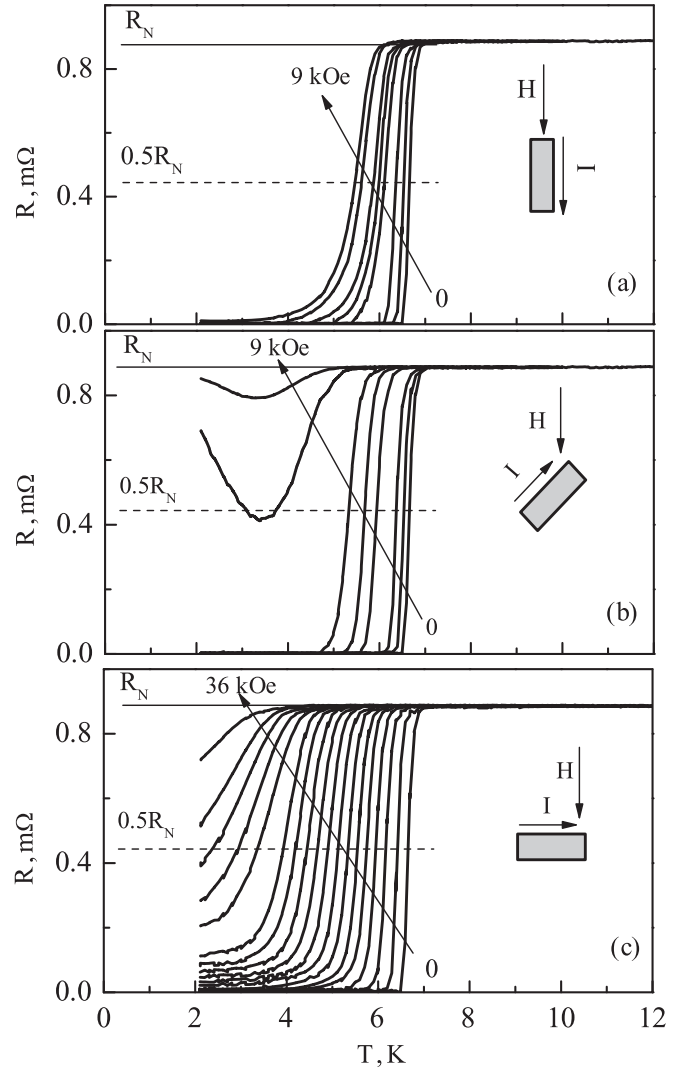 R_N
0.8
9 kOe
H
0.5R_N
I
R, mΩ
0.4
0
(a)
0.0
R_N
9 kOe
0.8
H
I
0.5R_N
R, mΩ
0.4
0
(b)
0.0
R_N
36 kOe
0.8
H
I
0.5R_N
R, mΩ
0.4
0
(c)
0.0
0 2 4 6 8 10 12
T, K